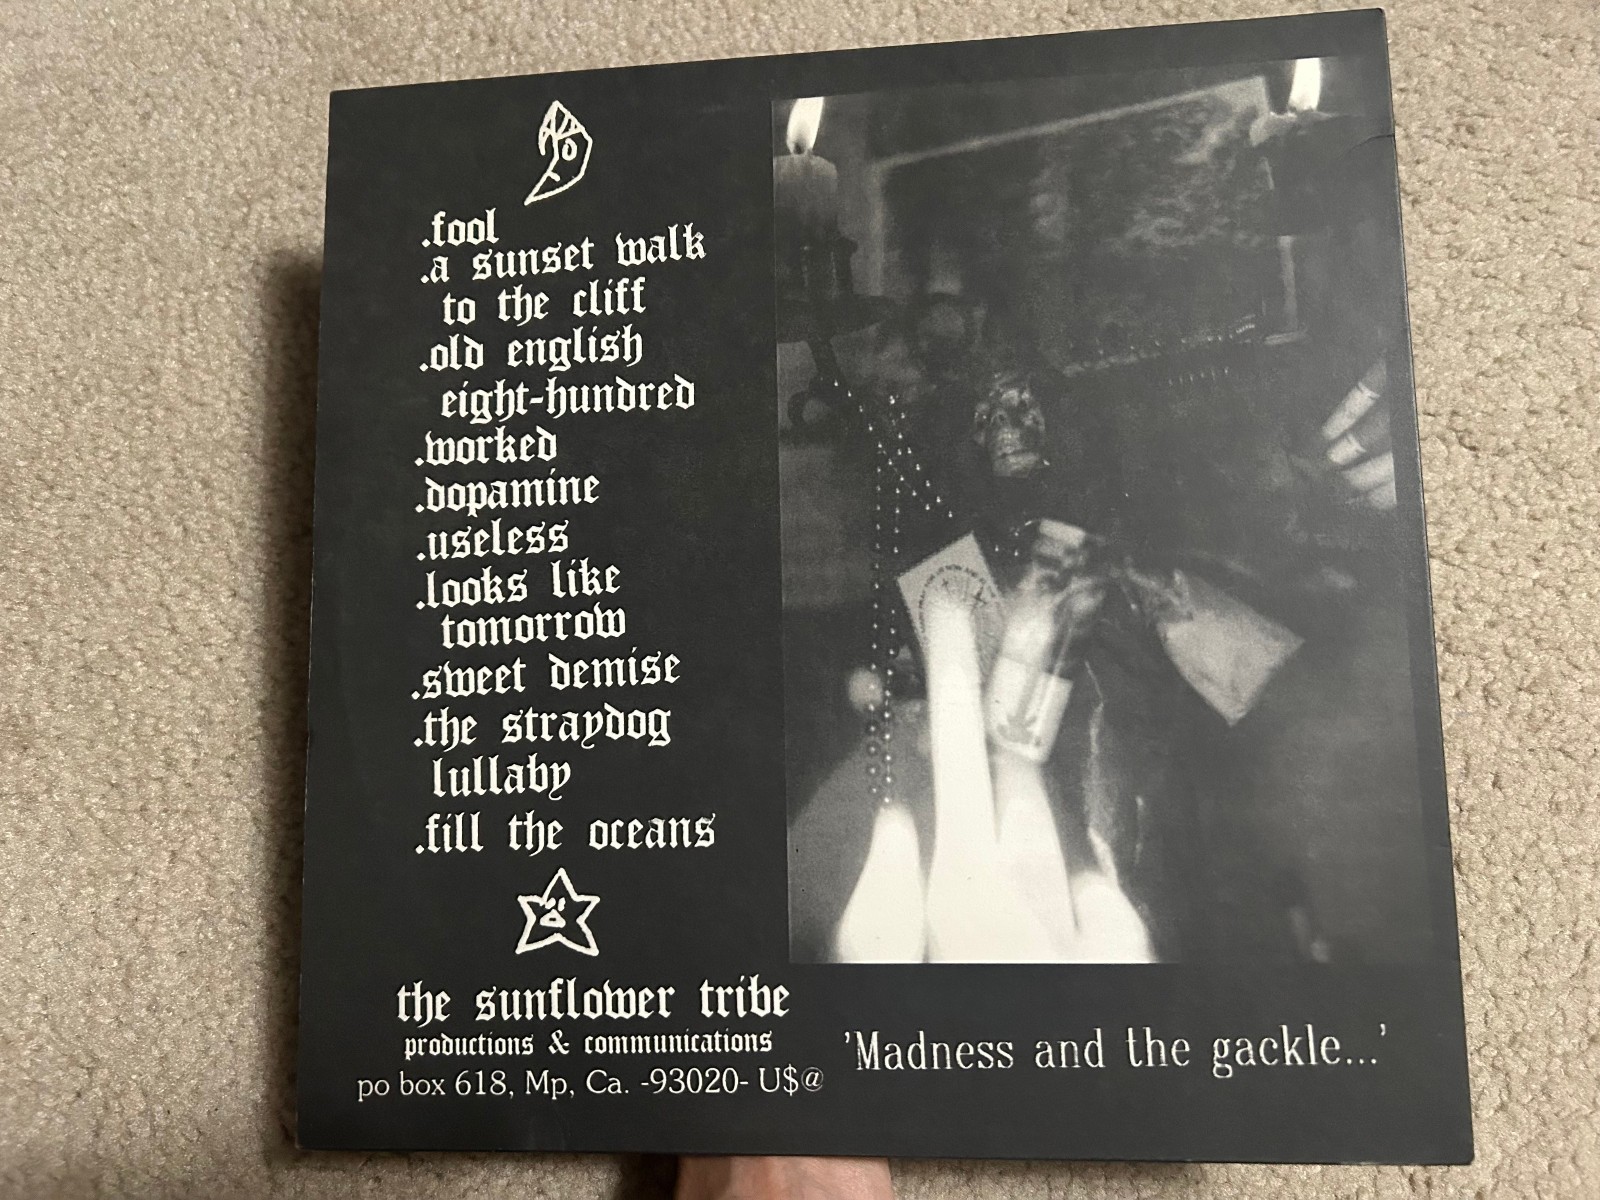 .fool
.a sunset walk
to the cliff
.old english
eight-hundred
.worked
.dopamine
.useless
.looks like
tomorrow
.sweet demise
.the straydog
lullaby
.fill the oceans
the sunflower tribe
productions & communications
po box 618, Mp, Ca. -93020- U$@
'Madness and the gackle...'